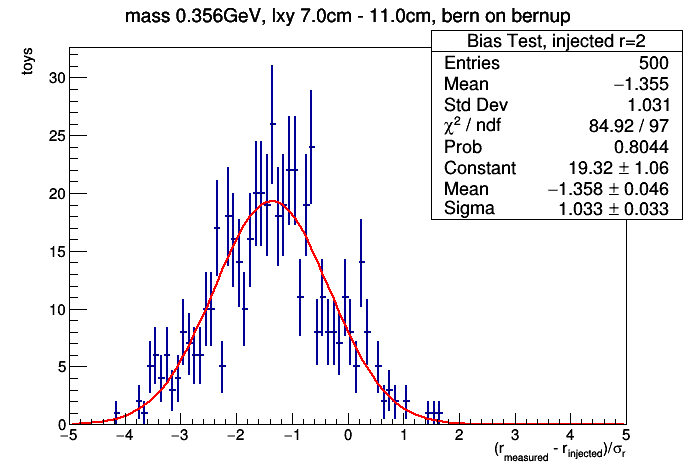 mass 0.356GeV, lxy 7.0cm - 11.0cm, bern on bernup
toys
Bias Test, injected r=2
Entries 500
Mean −1.355
Std Dev 1.031
χ² / ndf 84.92 / 97
Prob 0.8044
Constant 19.32 ± 1.06
Mean −1.358 ± 0.046
Sigma 1.033 ± 0.033
30
25
20
15
10
5
0
−5 −4 −3 −2 −1 0 1 2 3 4 5
(r_measured - r_injected)/σ_r